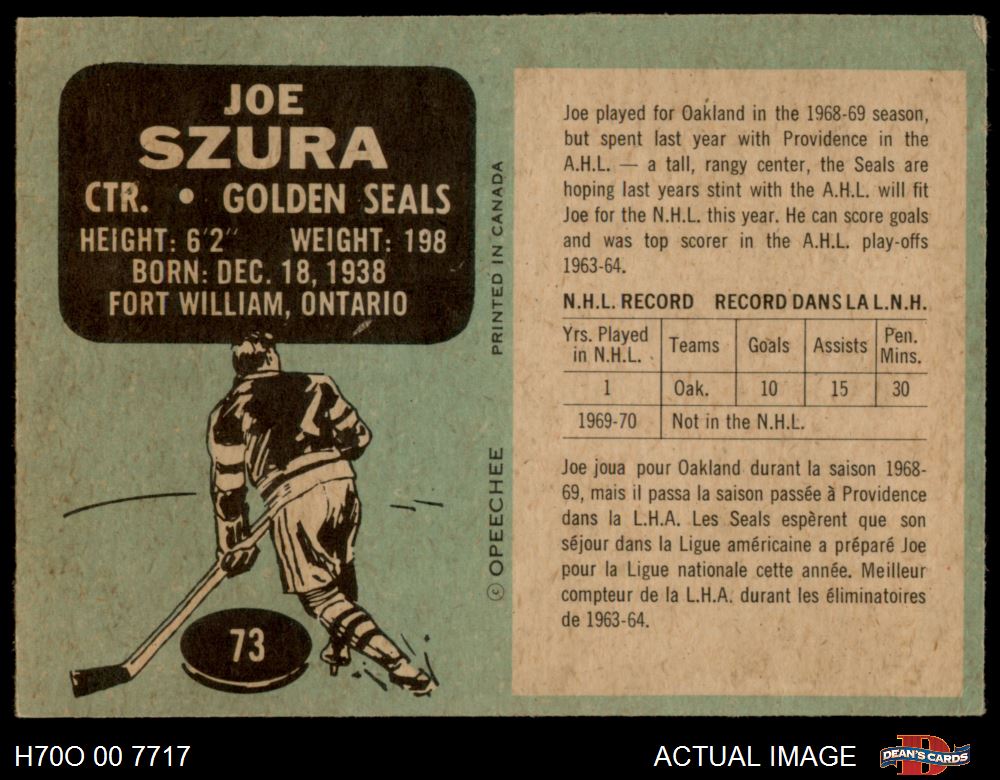 JOE
SZURA
CTR. • GOLDEN SEALS
HEIGHT: 6'2" WEIGHT: 198
BORN: DEC. 18, 1938
FORT WILLIAM, ONTARIO
73
© OPEECHEE PRINTED IN CANADA
Joe played for Oakland in the 1968-69 season,
but spent last year with Providence in the
A.H.L. — a tall, rangy center, the Seals are
hoping last years stint with the A.H.L. will fit
Joe for the N.H.L. this year. He can score goals
and was top scorer in the A.H.L. play-offs
1963-64.
N.H.L. RECORD RECORD DANS LA L.N.H.
Yrs. Played in N.H.L. Teams Goals Assists Pen. Mins.
1 Oak. 10 15 30
1969-70 Not in the N.H.L.
Joe joua pour Oakland durant la saison 1968-
69, mais il passa la saison passée à Providence
dans la L.H.A. Les Seals espèrent que son
séjour dans la Ligue américaine a préparé Joe
pour la Ligue nationale cette année. Meilleur
compteur de la L.H.A. durant les éliminatoires
de 1963-64.
H70O 00 7717
ACTUAL IMAGE
DEAN'S CARDS